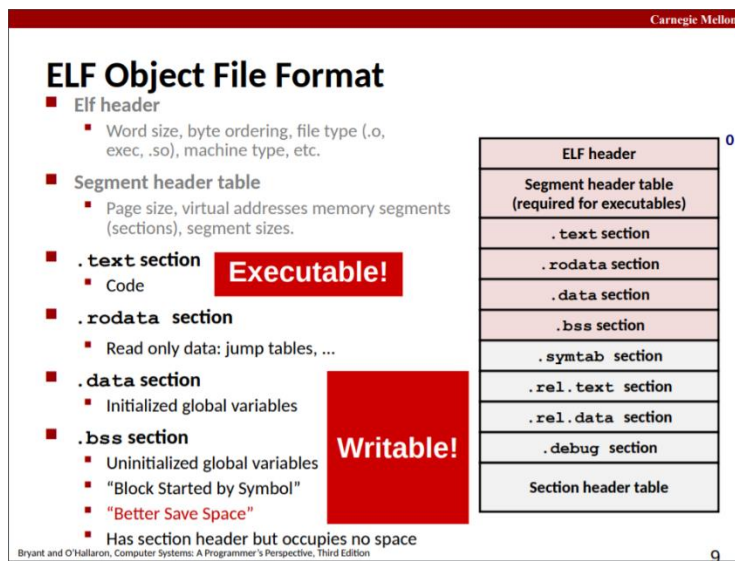 Carnegie Mellon
ELF Object File Format
Elf header
Word size, byte ordering, file type (.o,
exec, .so), machine type, etc.
Segment header table
Page size, virtual addresses memory segments
(sections), segment sizes.
.text section
Code
Executable!
.rodata section
Read only data: jump tables, ...
.data section
Initialized global variables
.bss section
Uninitialized global variables
“Block Started by Symbol”
“Better Save Space”
Has section header but occupies no space
Writable!
0
ELF header
Segment header table
(required for executables)
.text section
.rodata section
.data section
.bss section
.symtab section
.rel.text section
.rel.data section
.debug section
Section header table
Bryant and O’Hallaron, Computer Systems: A Programmer’s Perspective, Third Edition
9